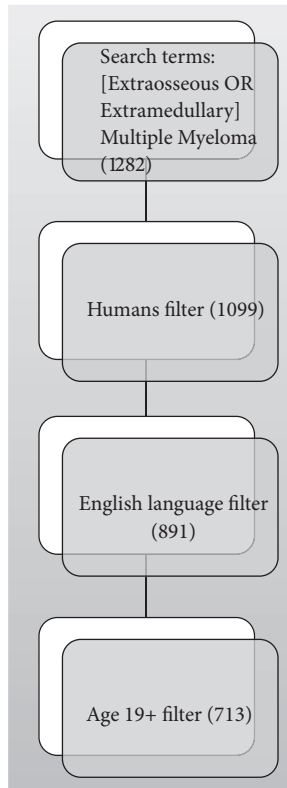 Search terms:
[Extraosseous OR
Extramedullary]
Multiple Myeloma
(1282)
Humans filter (1099)
English language filter
(891)
Age 19+ filter (713)